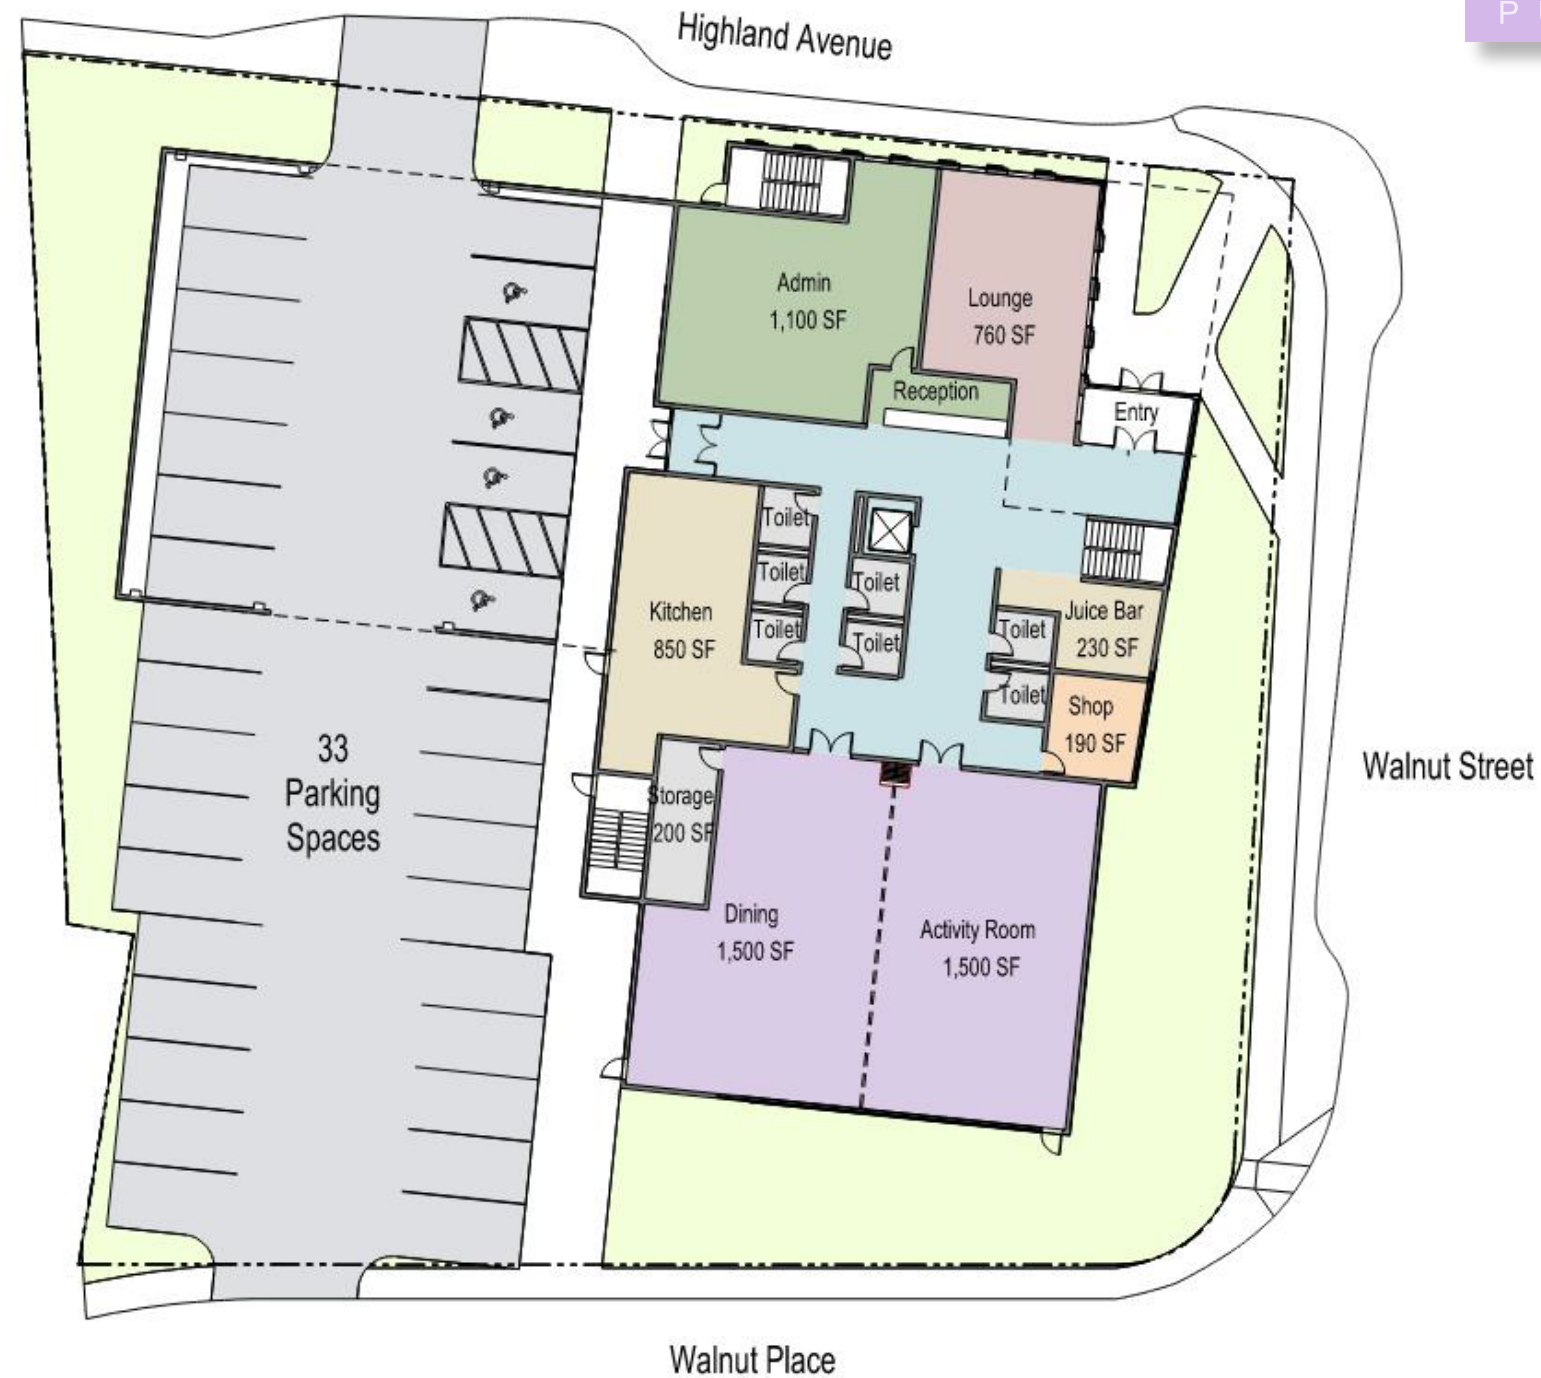 P
Highland Avenue
Admin
1,100 SF
Lounge
760 SF
Reception
Entry
Toilet
Toilet
Toilet
Toilet
Toilet
Kitchen
850 SF
Juice Bar
230 SF
Toilet
Toilet
Shop
190 SF
33
Parking
Spaces
Walnut Street
Storage
200 SF
Dining
1,500 SF
Activity Room
1,500 SF
Walnut Place